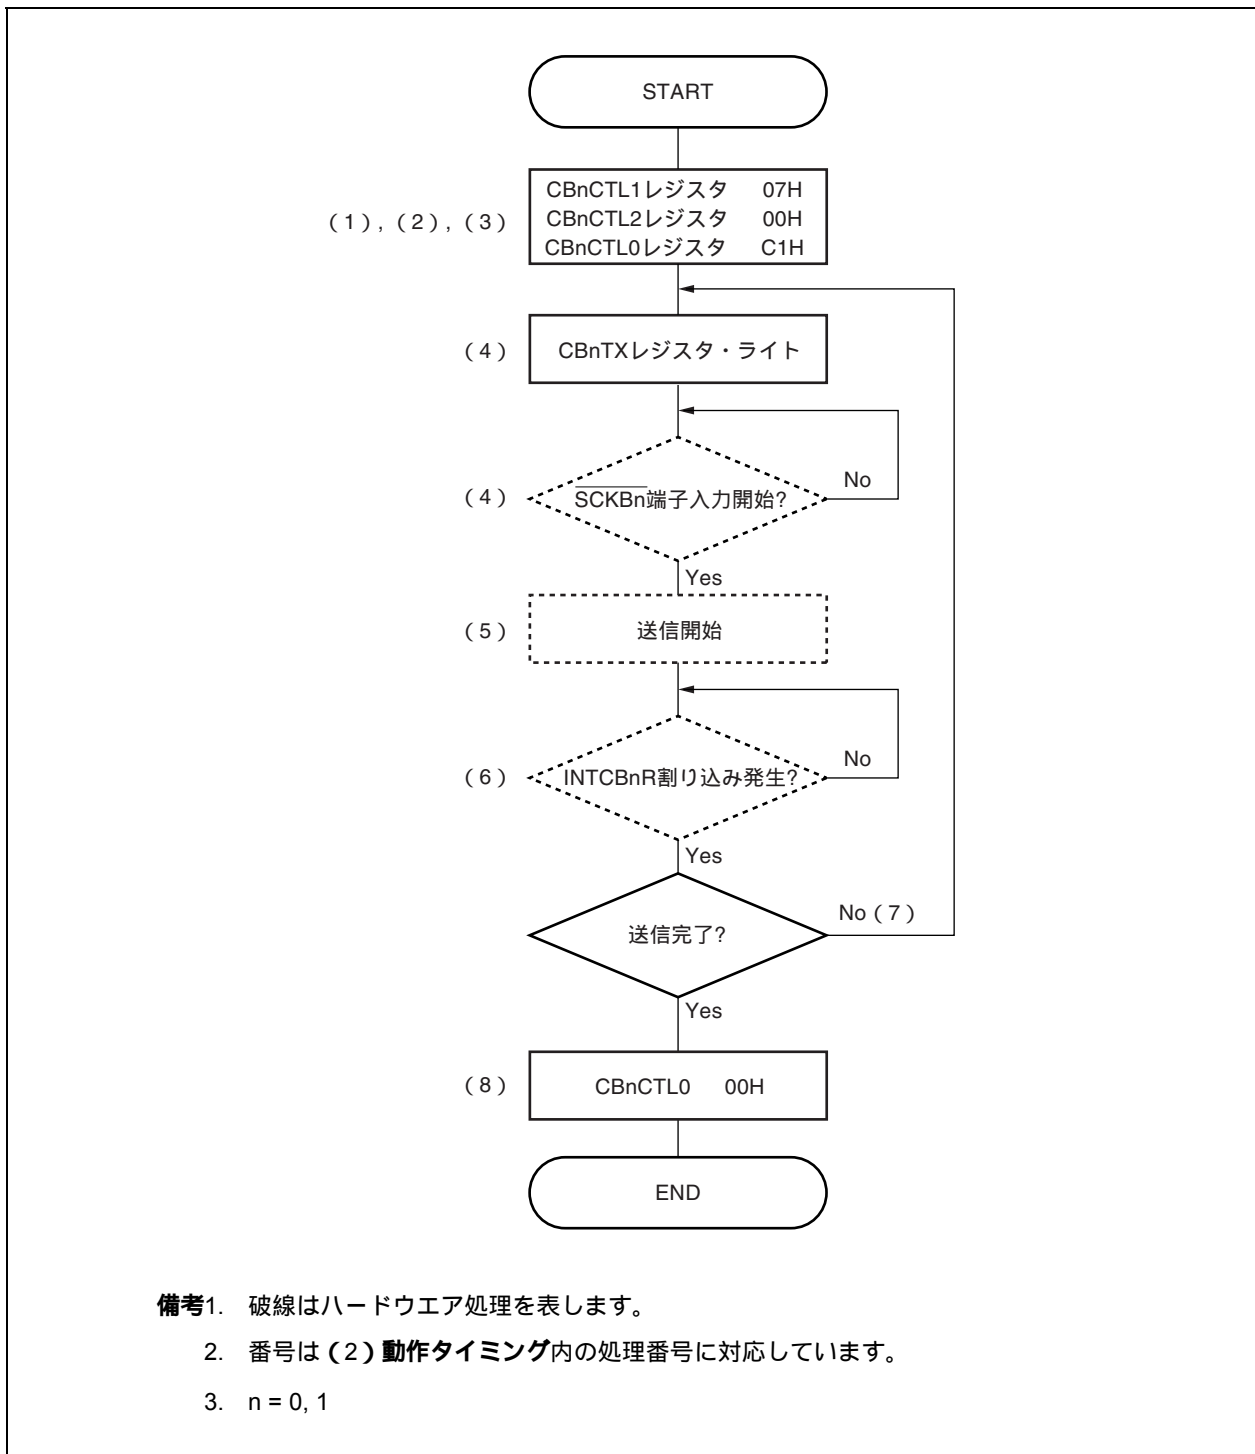 START
(1), (2), (3)
CBnCTL1レジスタ 07H
CBnCTL2レジスタ 00H
CBnCTL0レジスタ C1H
(4) CBnTXレジスタ・ライト
(4) SCKBn端子入力開始?
No
Yes
(5) 送信開始
(6) INTCBnR割り込み発生?
No
Yes
送信完了?
No(7)
Yes
(8) CBnCTL0 00H
END
備考1. 破線はハードウエア処理を表します。
2. 番号は(2)動作タイミング内の処理番号に対応しています。
3. n = 0, 1